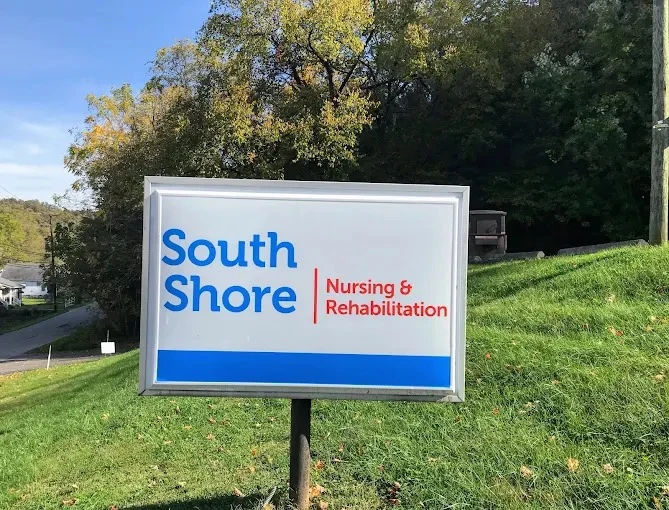 South
Shore
Nursing &
Rehabilitation